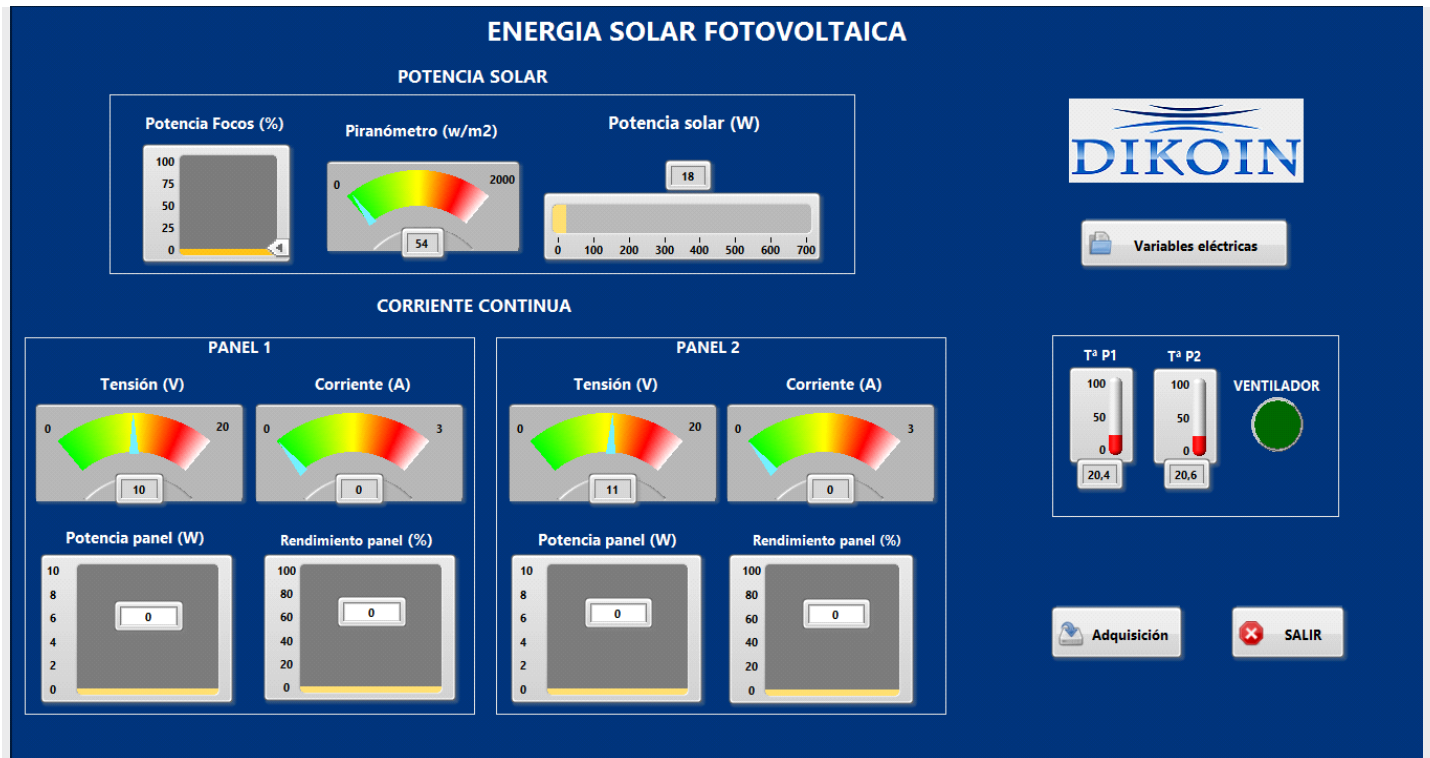 ENERGIA SOLAR FOTOVOLTAICA
POTENCIA SOLAR
Potencia Focos (%)
100
75
50
25
0
Piranómetro (w/m2)
0
2000
54
Potencia solar (W)
18
0 100 200 300 400 500 600 700
DIKOIN
Variables eléctricas
CORRIENTE CONTINUA
PANEL 1
Tensión (V)
0
20
10
Corriente (A)
0
3
0
Potencia panel (W)
10
8
6
4
2
0
0
Rendimiento panel (%)
100
80
60
40
20
0
0
PANEL 2
Tensión (V)
0
20
11
Corriente (A)
0
3
0
Potencia panel (W)
10
8
6
4
2
0
0
Rendimiento panel (%)
100
80
60
40
20
0
0
Tª P1
100
50
0
20,4
Tª P2
100
50
0
20,6
VENTILADOR
Adquisición
SALIR